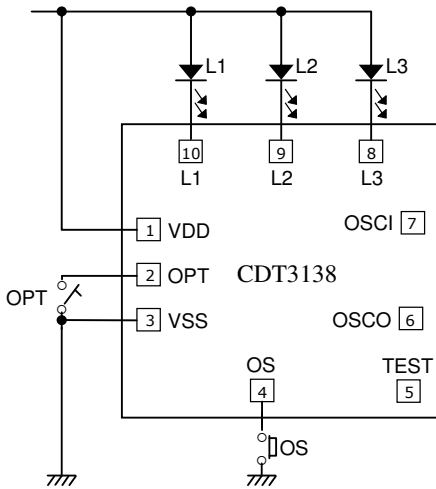 L1 L2 L3
10 9 8
L1 L2 L3
1 VDD
OSCI 7
2 OPT CDT3138
OPT
3 VSS
OSCO 6
OS TEST
4 5
OS